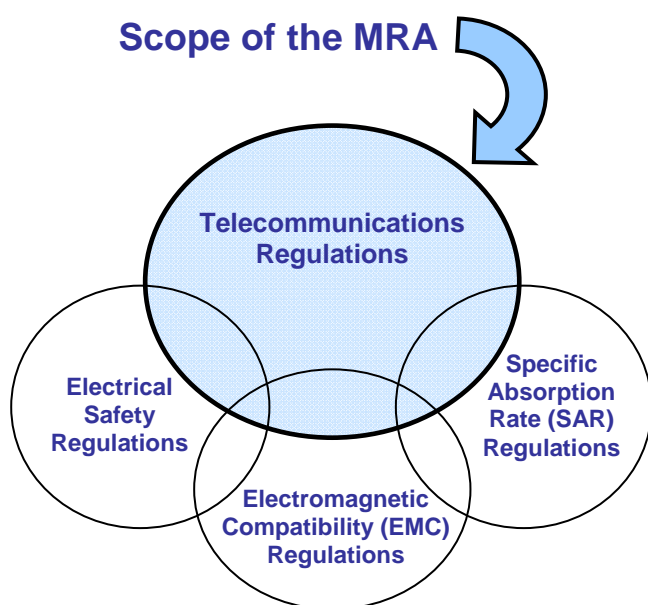 Scope of the MRA
Telecommunications
Regulations
Electrical
Safety
Regulations
Specific
Absorption
Rate (SAR)
Regulations
Electromagnetic
Compatibility (EMC)
Regulations